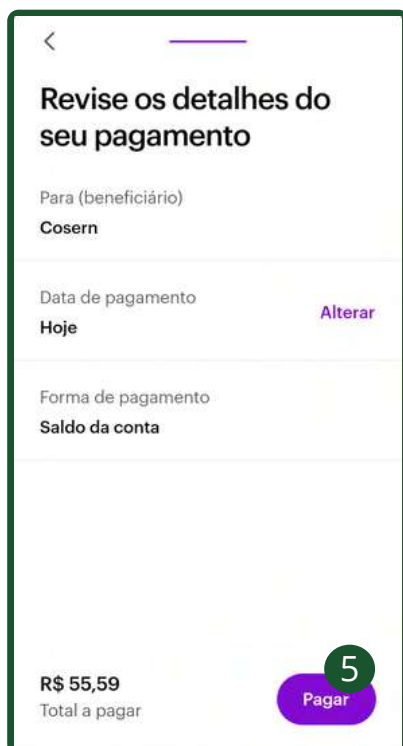 Revise os detalhes do
seu pagamento
Para (beneficiário)
Cosern
Data de pagamento
Hoje
Alterar
Forma de pagamento
Saldo da conta
R$ 55,59
Total a pagar
5
Pagar